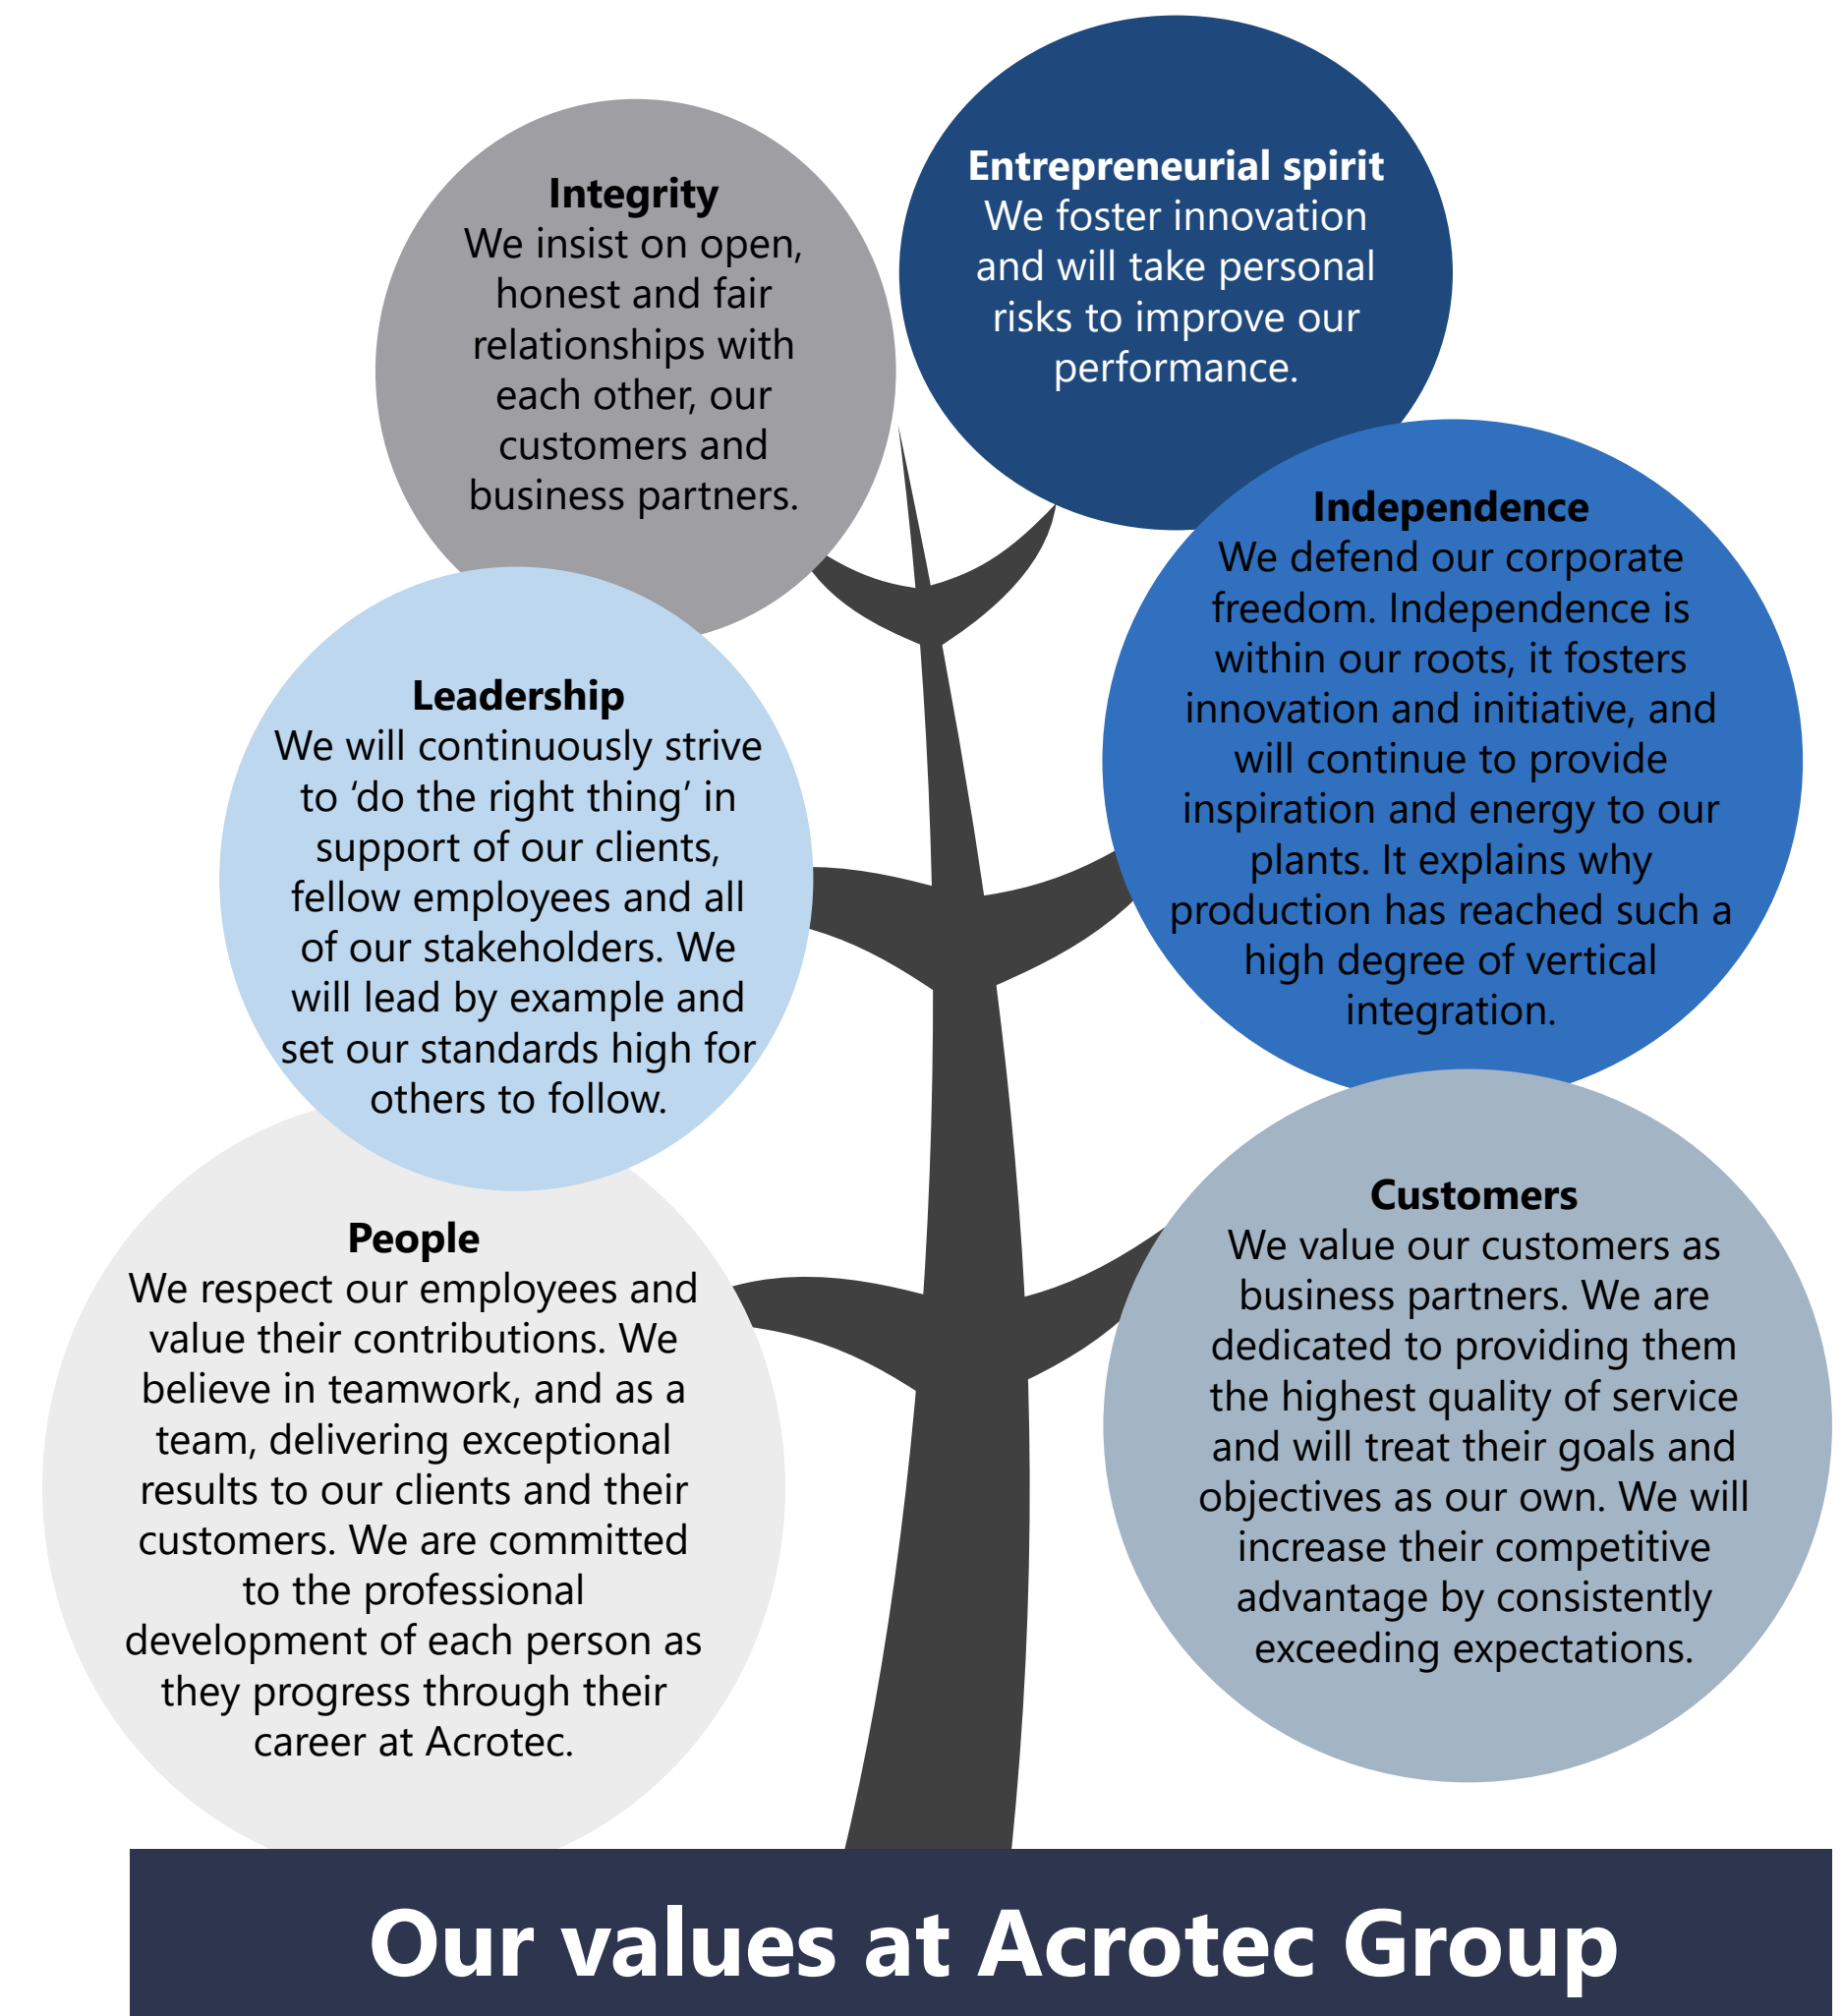 Entrepreneurial spirit
We foster innovation
and will take personal
risks to improve our
performance.
Integrity
We insist on open,
honest and fair
relationships with
each other, our
customers and
business partners.
Independence
We defend our corporate
freedom. Independence is
within our roots, it fosters
innovation and initiative, and
will continue to provide
inspiration and energy to our
plants. It explains why
production has reached such a
high degree of vertical
integration.
Leadership
We will continuously strive
to ‘do the right thing’ in
support of our clients,
fellow employees and all
of our stakeholders. We
will lead by example and
set our standards high for
others to follow.
Customers
We value our customers as
business partners. We are
dedicated to providing them
the highest quality of service
and will treat their goals and
objectives as our own. We will
increase their competitive
advantage by consistently
exceeding expectations.
People
We respect our employees and
value their contributions. We
believe in teamwork, and as a
team, delivering exceptional
results to our clients and their
customers. We are committed
to the professional
development of each person as
they progress through their
career at Acrotec.
Our values at Acrotec Group